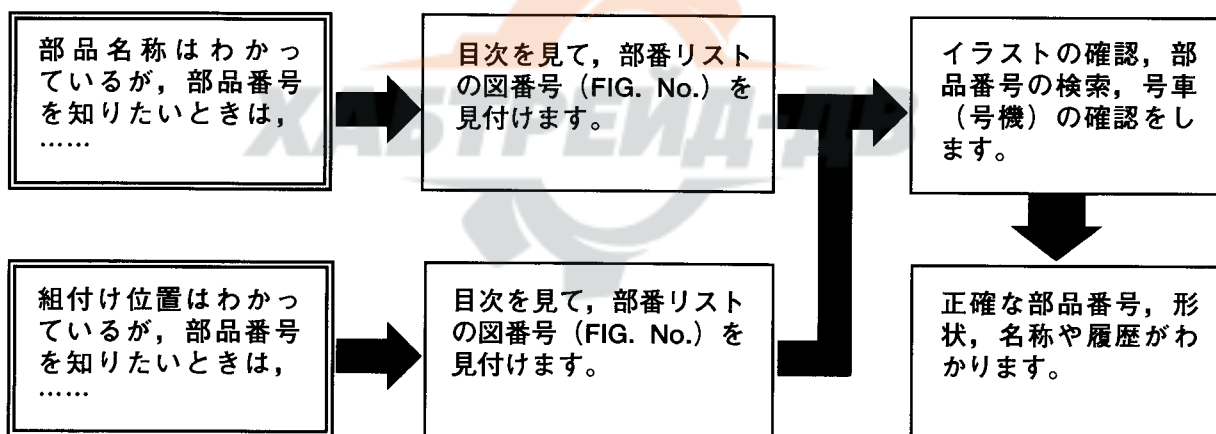 部品名称はわかっ
ているが，部品番号
を知りたいときは，
……
目次を見て，部番リスト
の図番号（FIG. No.）を
見付けます。
イラストの確認，部
品番号の検索，号車
（号機）の確認をし
ます。
ХАБТРЕЙД-ДВ
組付け位置はわかっ
ているが，部品番号
を知りたいときは，
……
目次を見て，部番リスト
の図番号（FIG. No.）を
見付けます。
正確な部品番号，形
状，名称や履歴がわ
かります。